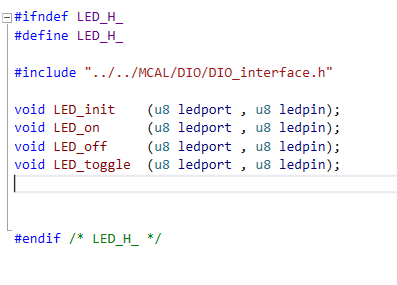 #ifndef LED_H_
#define LED_H_
#include "../../MCAL/DIO/DIO_interface.h"
void LED_init    (u8 ledport , u8 ledpin);
void LED_on      (u8 ledport , u8 ledpin);
void LED_off     (u8 ledport , u8 ledpin);
void LED_toggle  (u8 ledport , u8 ledpin);
#endif /* LED_H_ */